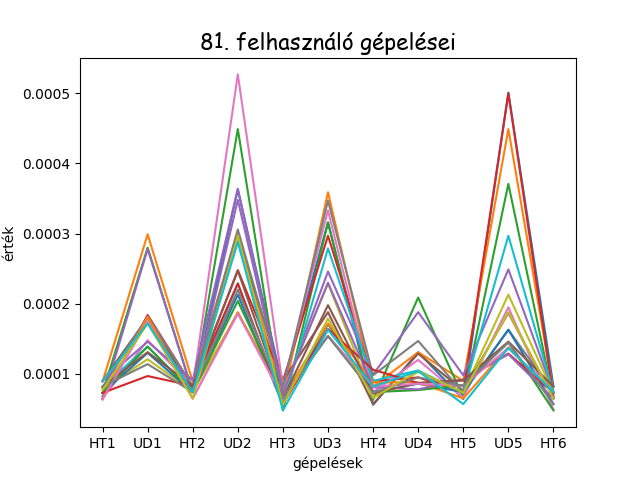 81. felhasználó gépelései
0.0005
0.0004
0.0003
0.0002
0.0001
érték
HT1 UD1 HT2 UD2 HT3 UD3 HT4 UD4 HT5 UD5 HT6
gépelések